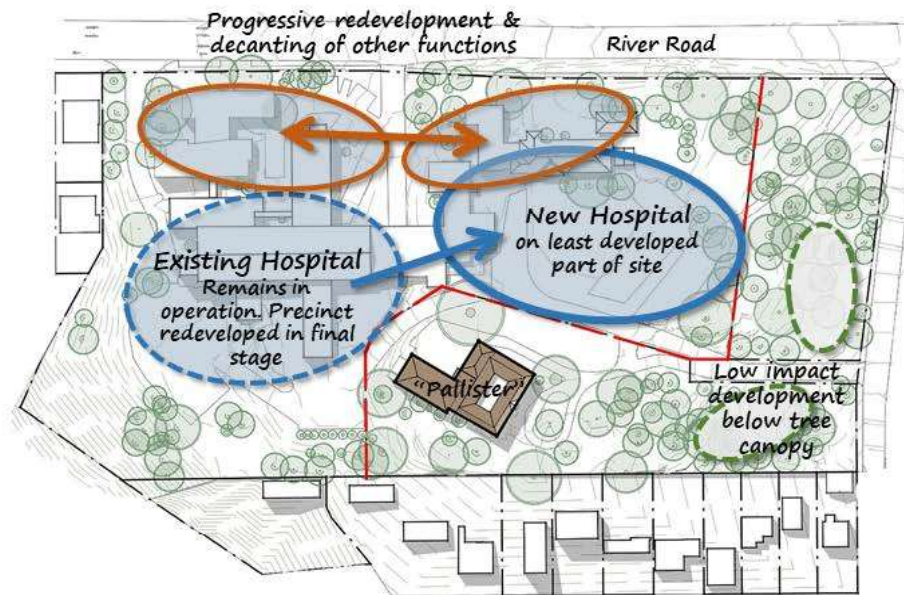 Progressive redevelopment &
decanting of other functions
River Road
New Hospital
on least developed
part of site
Existing Hospital
Remains in
operation. Precinct
redeveloped in final
stage
"Pallister"
Low impact
development
below tree
canopy